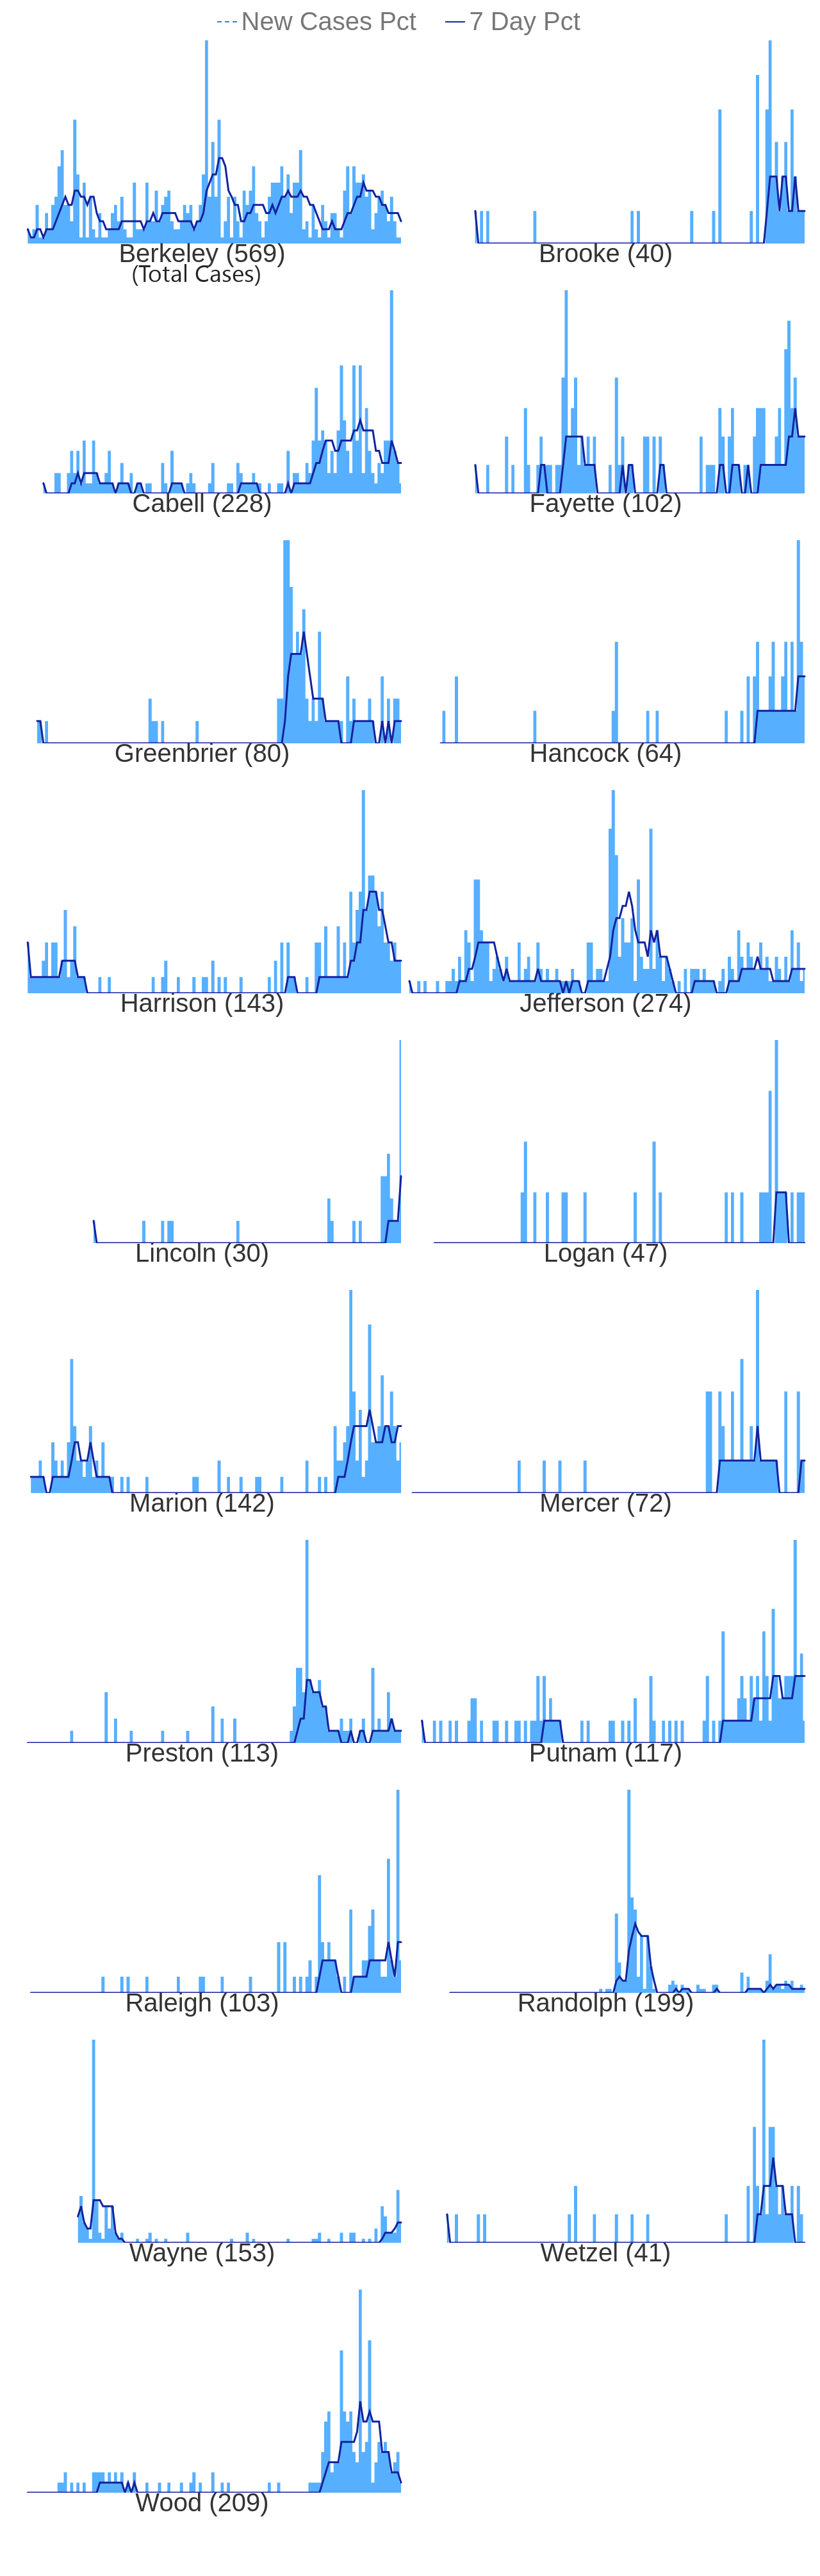 New Cases Pct 7 Day Pct
Berkeley (569) Brooke (40)
(Total Cases)
Cabell (228) Fayette (102)
Greenbrier (80) Hancock (64)
Harrison (143) Jefferson (274)
Lincoln (30) Logan (47)
Marion (142) Mercer (72)
Preston (113) Putnam (117)
Raleigh (103) Randolph (199)
Wayne (153) Wetzel (41)
Wood (209)